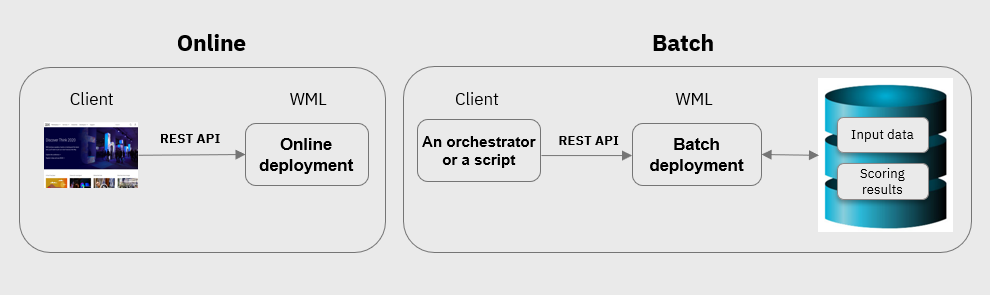 Online
Client
WML
REST API
Online
deployment
Batch
Client
WML
An orchestrator
or a script
REST API
Batch
deployment
Input data
Scoring
results